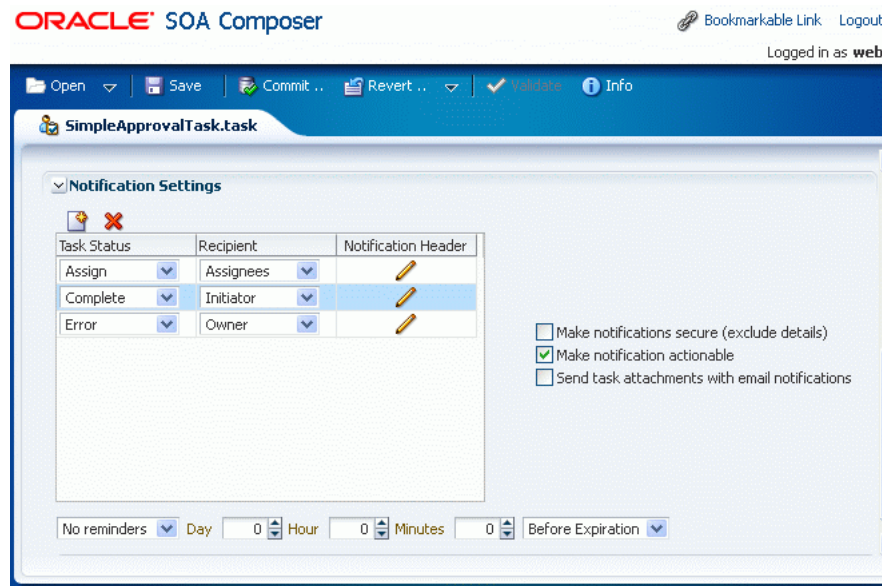 ORACLE SOA Composer
Bookmarkable Link Logout
Logged in as web
Open Save Commit .. Revert .. Validate Info
SimpleApprovalTask.task
Notification Settings
Task Status Recipient Notification Header
Assign Assignees
Complete Initiator
Error Owner
Make notifications secure (exclude details)
Make notification actionable
Send task attachments with email notifications
No reminders Day 0 Hour 0 Minutes 0 Before Expiration